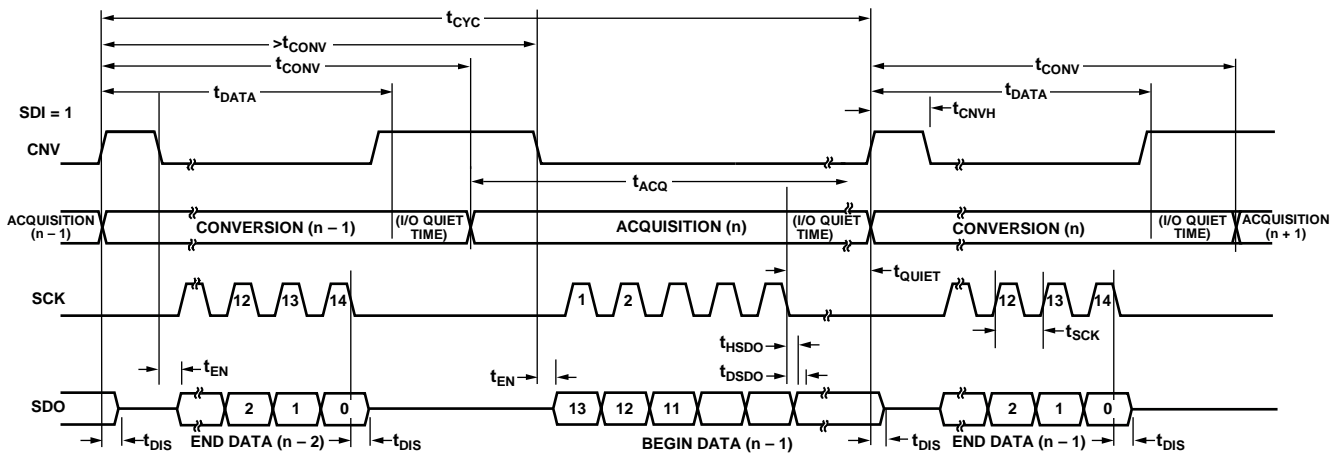 tCYC
>tCONV
tCONV
tCONV
tDATA
tDATA
SDI = 1
tCNVH
CNV
tACQ
ACQUISITION
(n – 1)
CONVERSION (n – 1)
(I/O QUIET
TIME)
ACQUISITION (n)
(I/O QUIET
TIME)
CONVERSION (n)
(I/O QUIET
TIME)
ACQUISITION
(n + 1)
tQUIET
SCK
12 13 14
1 2
12 13 14
tSCK
tHSDO
tEN
tEN
tDSDO
SDO
2 1 0
13 12 11
2 1 0
tDIS
END DATA (n – 2)
tDIS
BEGIN DATA (n – 1)
tDIS
END DATA (n – 1)
tDIS